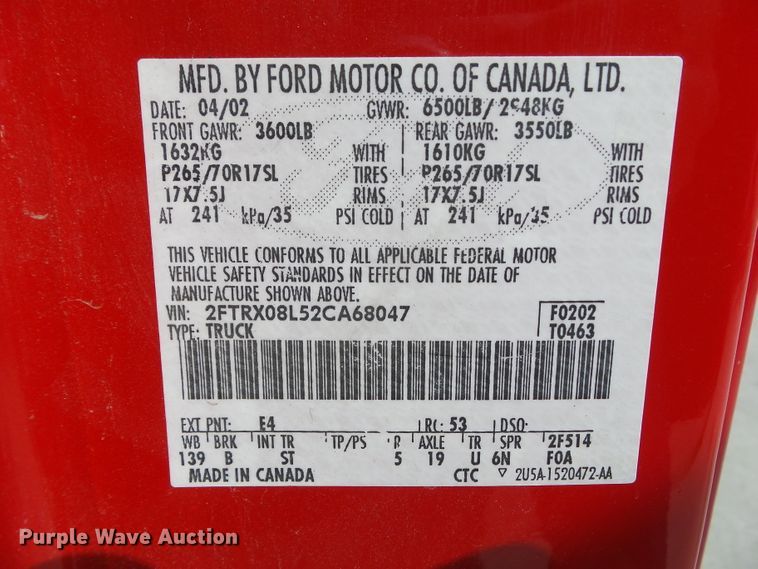 MFD. BY FORD MOTOR CO. OF CANADA, LTD.
DATE: 04/02 GVWR: 6500LB/ 2948KG
FRONT GAWR: 3600LB REAR GAWR: 3550LB
1632KG WITH 1610KG WITH
P265/70R17SL TIRES P265/70R17SL TIRES
17X7.5J RIMS 17X7.5J RIMS
AT 241 kPa/35 PSI COLD AT 241 kPa/35 PSI COLD
THIS VEHICLE CONFORMS TO ALL APPLICABLE FEDERAL MOTOR
VEHICLE SAFETY STANDARDS IN EFFECT ON THE DATE OF
MANUFACTURE SHOWN ABOVE.
VIN: 2FTRX08L52CA68047 F0202
TYPE: TRUCK T0463
EXT PNT: E4 RC: 53 DSO:
WB BRK INT TR TP/PS R AXLE TR SPR 2F514
139 B ST 5 19 U 6N F0A
MADE IN CANADA CTC 2U5A-1520472-AA
Purple Wave Auction